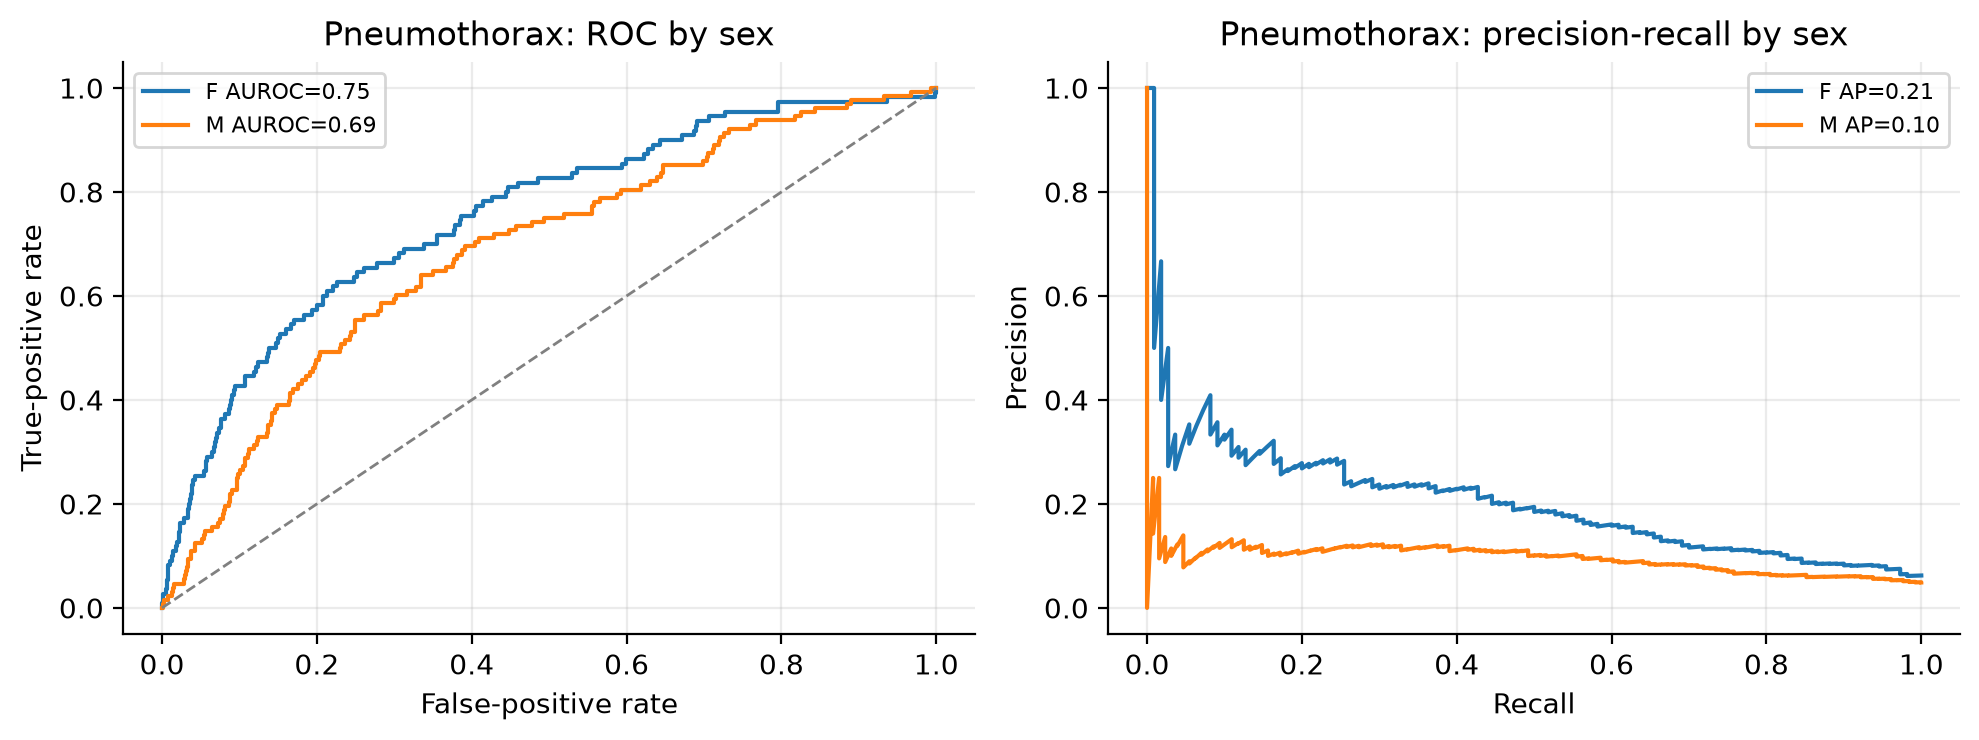 Pneumothorax: ROC by sex
F AUROC=0.75
M AUROC=0.69
True-positive rate
1.0
0.8
0.6
0.4
0.2
0.0
0.0 0.2 0.4 0.6 0.8 1.0
False-positive rate
Pneumothorax: precision-recall by sex
F AP=0.21
M AP=0.10
Precision
1.0
0.8
0.6
0.4
0.2
0.0
0.0 0.2 0.4 0.6 0.8 1.0
Recall